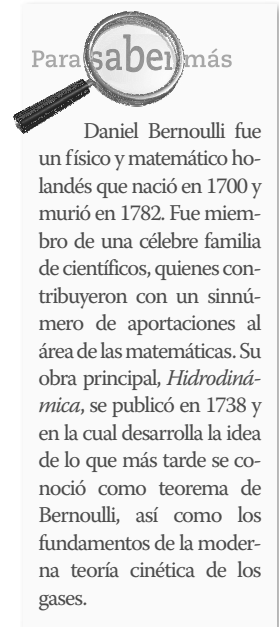 Para saber más
Daniel Bernoulli fue
un físico y matemático ho-
landés que nació en 1700 y
murió en 1782. Fue miem-
bro de una célebre familia
de científicos, quienes con-
tribuyeron con un sinnú-
mero de aportaciones al
área de las matemáticas. Su
obra principal, Hidrodiná-
mica, se publicó en 1738 y
en la cual desarrolla la idea
de lo que más tarde se co-
noció como teorema de
Bernoulli, así como los
fundamentos de la moder-
na teoría cinética de los
gases.